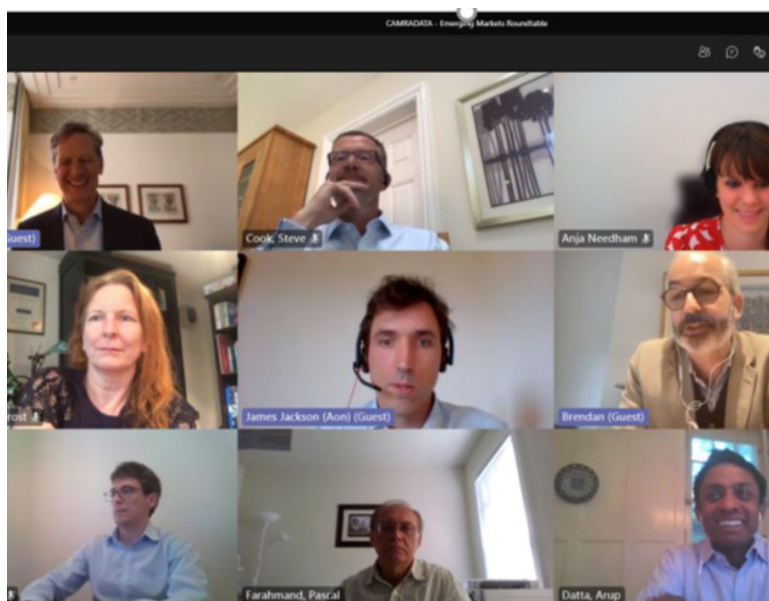 CAMRADATA - Emerging Markets Roundtable
Guest)
Cook, Steve
Anja Needham
rost
James Jackson (Aon) (Guest)
Brendan (Guest)
Farahmand, Pascal
Datta, Arup